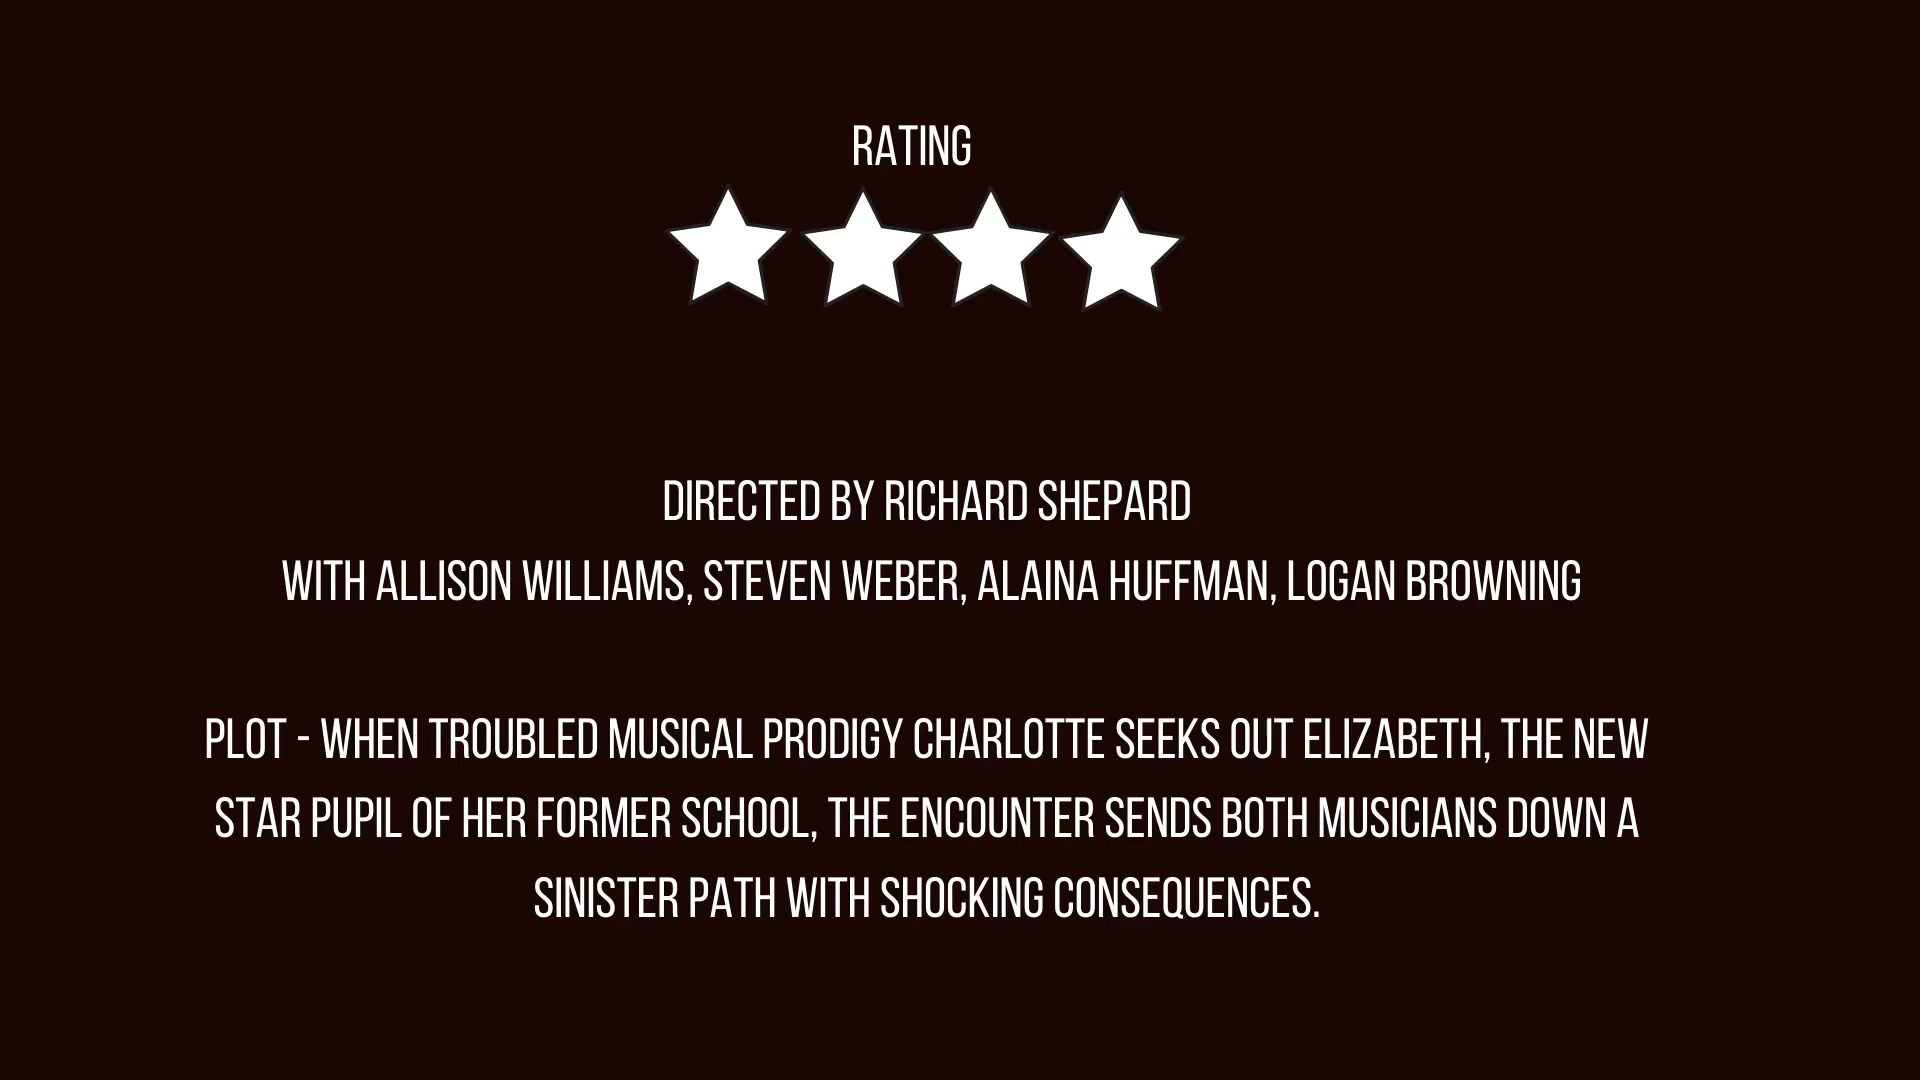 RATING
DIRECTED BY RICHARD SHEPARD
WITH ALLISON WILLIAMS, STEVEN WEBER, ALAINA HUFFMAN, LOGAN BROWNING
PLOT - WHEN TROUBLED MUSICAL PRODIGY CHARLOTTE SEEKS OUT ELIZABETH, THE NEW
STAR PUPIL OF HER FORMER SCHOOL, THE ENCOUNTER SENDS BOTH MUSICIANS DOWN A
SINISTER PATH WITH SHOCKING CONSEQUENCES.